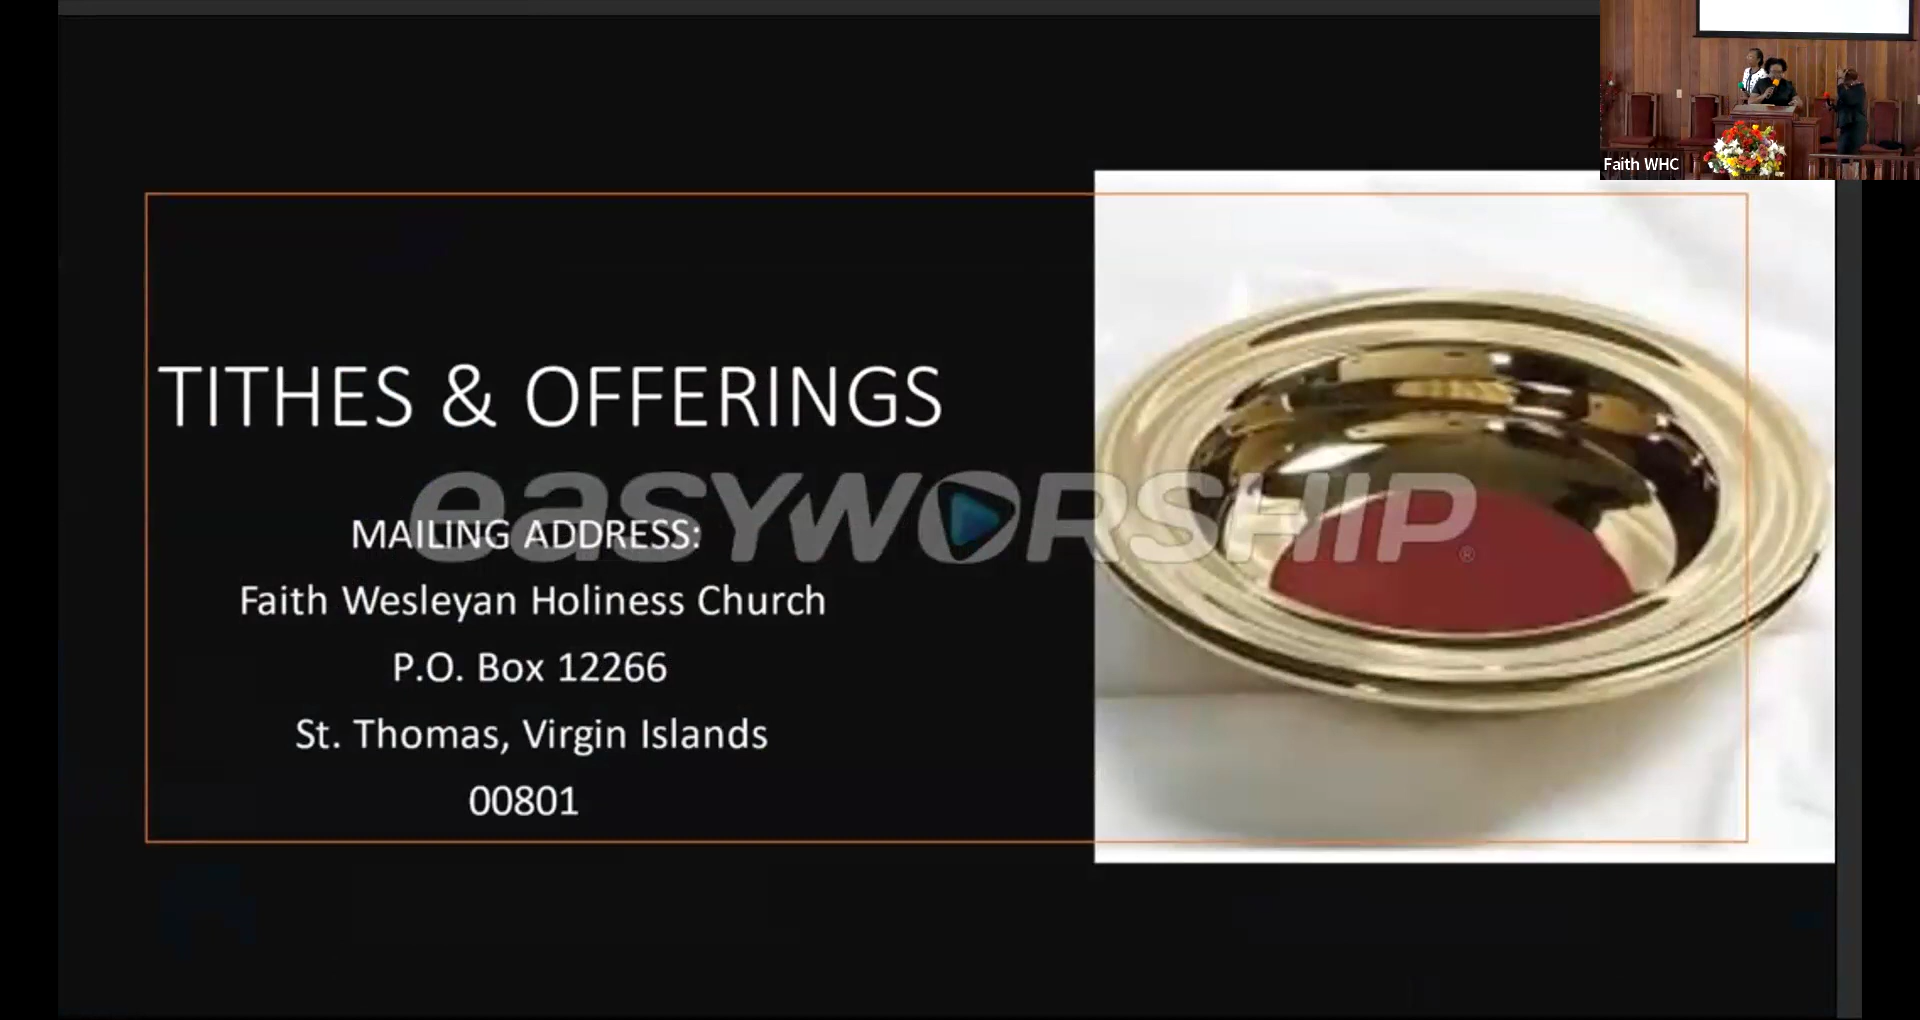 Faith WHC
TITHES & OFFERINGS
easyWORSHIP®
MAILING ADDRESS:
Faith Wesleyan Holiness Church
P.O. Box 12266
St. Thomas, Virgin Islands
00801